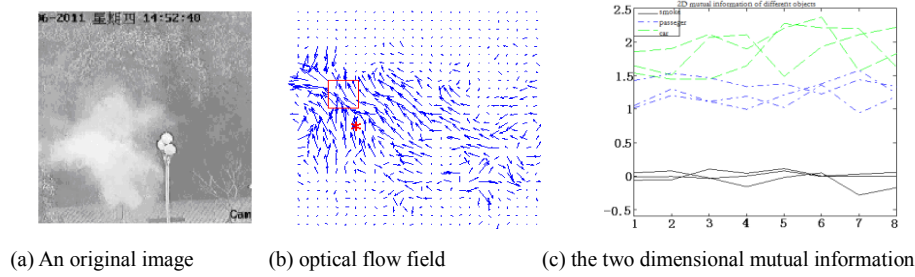 06-2011 星期四 14:52:40
Cam
2D mutual information of different objects
smoke
passeger
car
2.5
2
1.5
1
0.5
0
−0.5
1 2 3 4 5 6 7 8
(a) An original image (b) optical flow field (c) the two dimensional mutual information